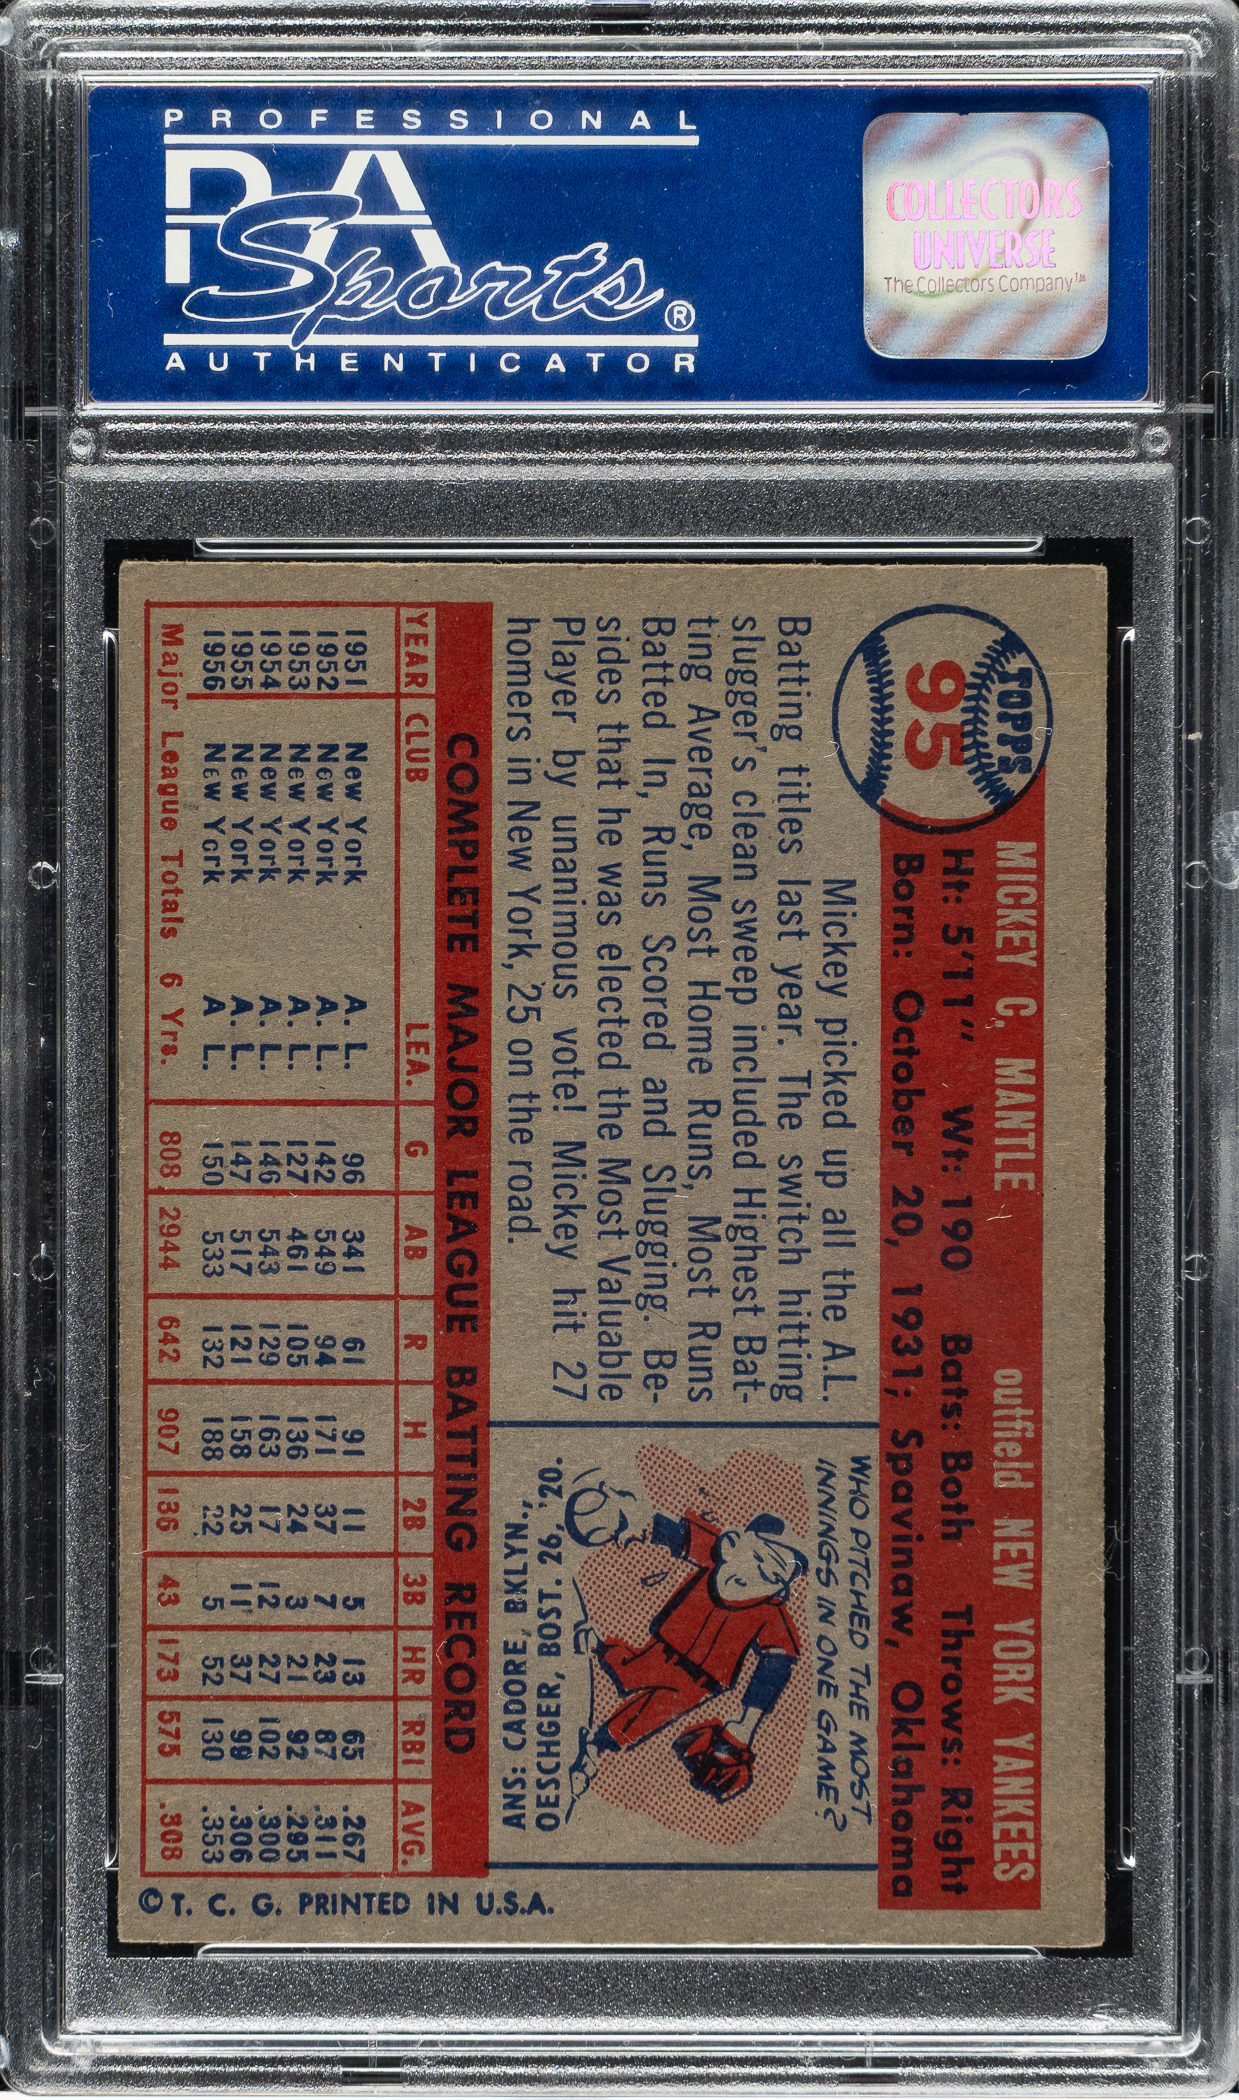 PROFESSIONAL
PSA
Sports®
AUTHENTICATOR
COLLECTORS
UNIVERSE
The Collectors Company™
TOPPS
95
MICKEY C. MANTLE outfield NEW YORK YANKEES
Ht: 5'11" Wt: 190 Bats: Both Throws: Right
Born: October 20, 1931; Spavinaw, Oklahoma
Mickey picked up all the A.L.
Batting titles last year. The switch hitting
slugger's clean sweep included Highest Bat-
ting Average, Most Home Runs, Most Runs
Batted In, Runs Scored and Slugging. Be-
sides that he was elected the Most Valuable
Player by unanimous vote! Mickey hit 27
homers in New York, 25 on the road.
WHO PITCHED THE MOST
INNINGS IN ONE GAME?
ANS: CADORE, BKLYN.,
OESCHGER, BOST. 26, '20.
COMPLETE MAJOR LEAGUE BATTING RECORD
YEAR CLUB LEA. G AB R H 2B 3B HR RBI AVG.
1951 New York A. L. 96 341 61 91 11 5 13 65 .267
1952 New York A. L. 142 549 94 171 37 7 23 87 .311
1953 New York A. L. 127 461 105 136 24 3 21 92 .295
1954 New York A. L. 146 543 129 163 17 12 27 102 .300
1955 New York A. L. 147 517 121 158 25 11 37 99 .306
1956 New York A L. 150 533 132 188 22 5 52 130 .353
Major League Totals 6 Yrs. 808 2944 642 907 136 43 173 575 .308
© T. C. G. PRINTED IN U.S.A.